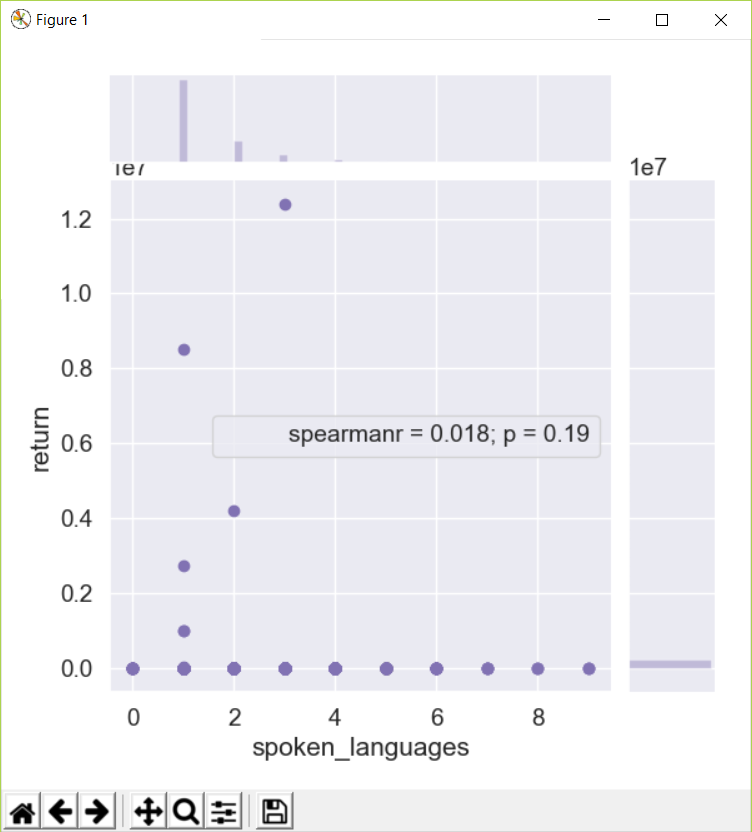 Figure 1
1e7
1e7
1.2
1.0
0.8
0.6
0.4
0.2
0.0
return
spearmanr = 0.018; p = 0.19
0 2 4 6 8
spoken_languages